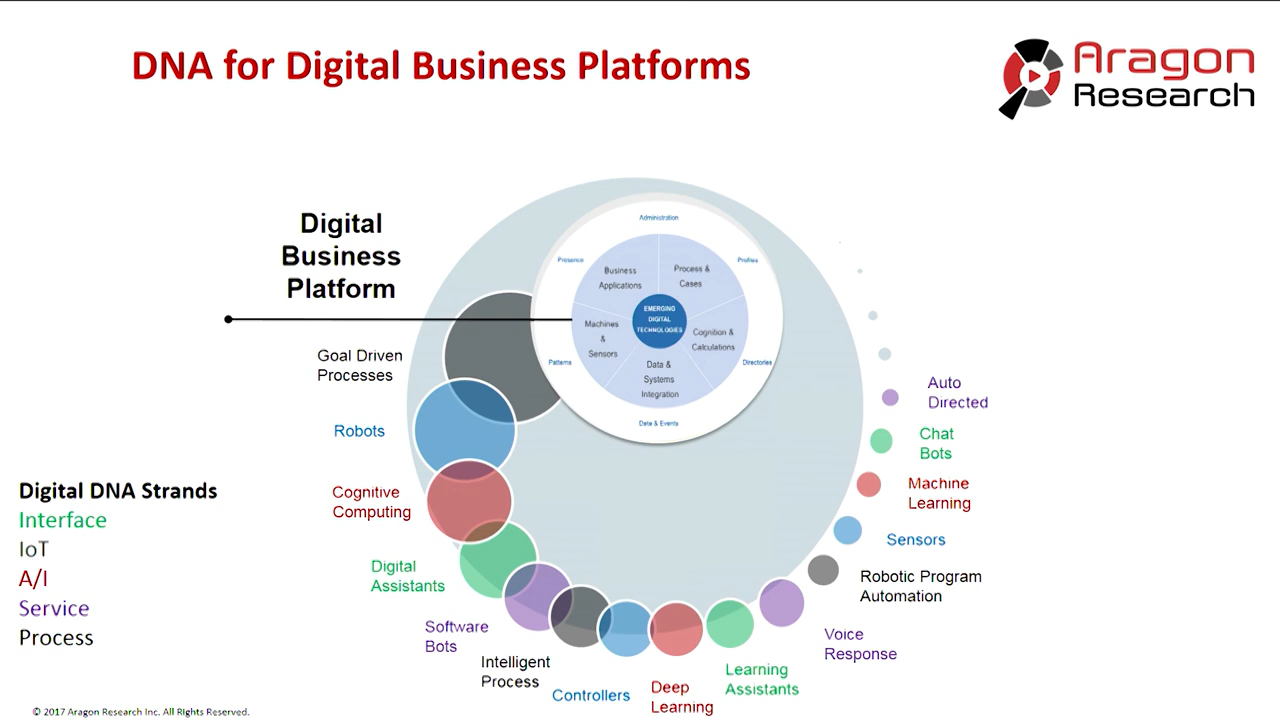 DNA for Digital Business Platforms
Aragon
Research
Digital
Business
Platform
Administration
Presence
Profiles
Business
Applications
Process &
Cases
EMERGING
DIGITAL
TECHNOLOGIES
Machines
&
Sensors
Cognition &
Calculations
Data &
Systems
Integration
Patterns
Directories
Data & Events
Goal Driven
Processes
Robots
Cognitive
Computing
Digital
Assistants
Software
Bots
Intelligent
Process
Controllers
Deep
Learning
Learning
Assistants
Voice
Response
Robotic Program
Automation
Sensors
Machine
Learning
Chat
Bots
Auto
Directed
Digital DNA Strands
Interface
IoT
A/I
Service
Process
© 2017 Aragon Research Inc. All Rights Reserved.